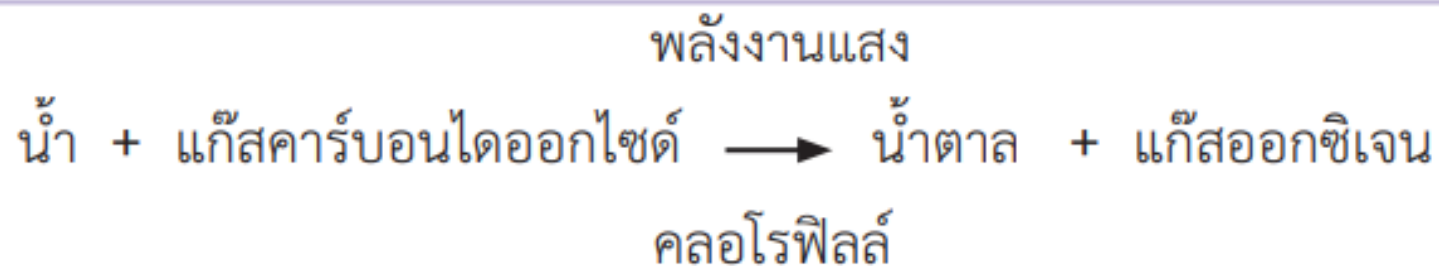 พลังงานแสง
น้ำ + แก๊สคาร์บอนไดออกไซด์ → น้ำตาล + แก๊สออกซิเจน
คลอโรฟิลล์